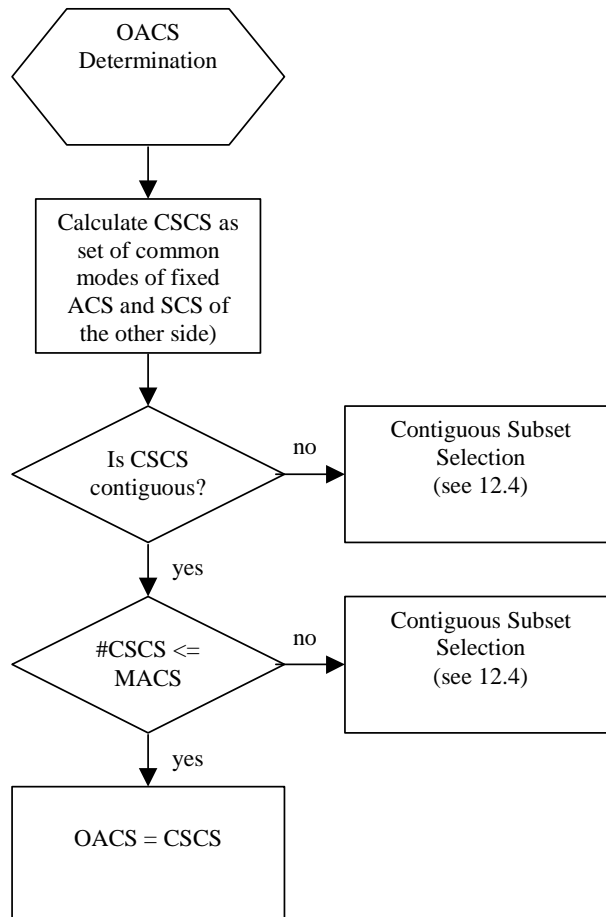 OACS
Determination
Calculate CSCS as
set of common
modes of fixed
ACS and SCS of
the other side)
Is CSCS
contiguous?
no
Contiguous Subset
Selection
(see 12.4)
yes
#CSCS <=
MACS
no
Contiguous Subset
Selection
(see 12.4)
yes
OACS = CSCS